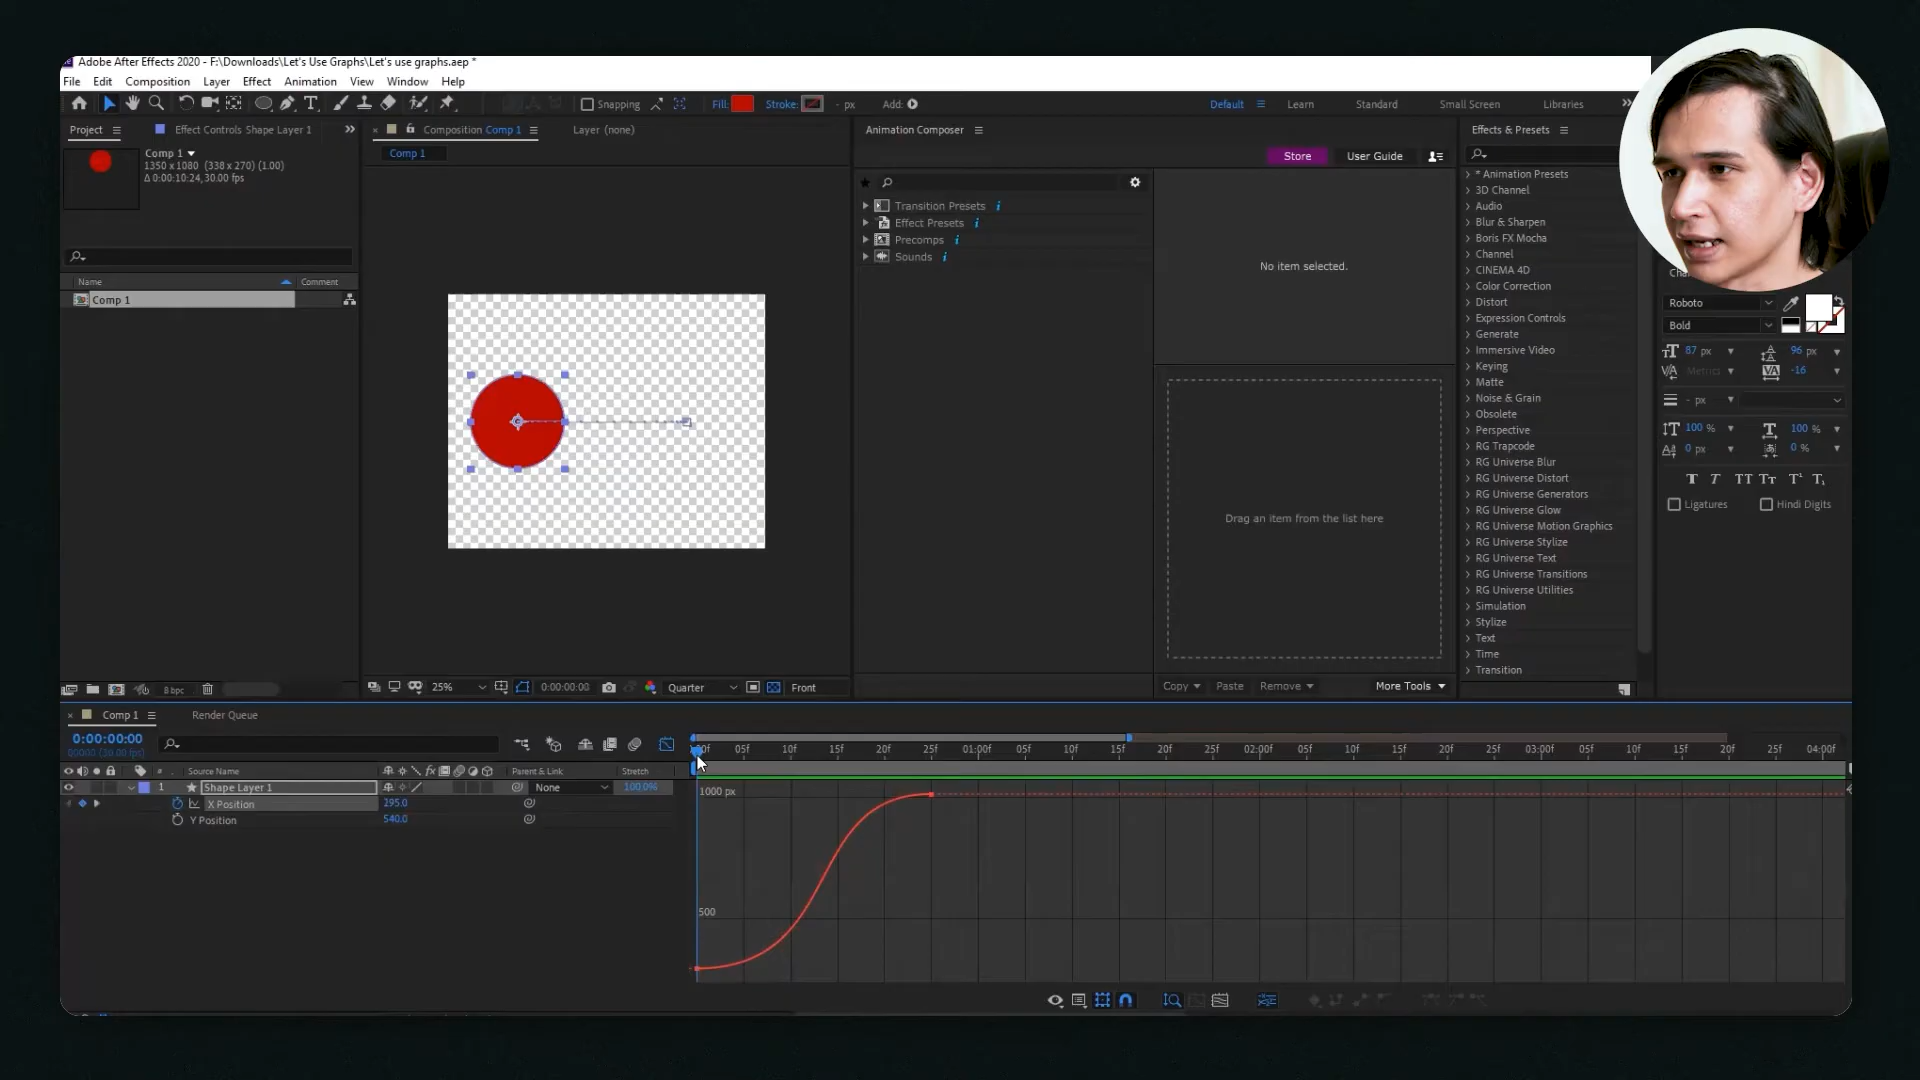 Adobe After Effects 2020 - F:\Downloads\Let's Use Graphs\Let's use graphs.aep *
File Edit Composition Layer Effect Animation View Window Help
Snapping Fill: Stroke: - px Add: Default Learn Standard Small Screen Libraries
Project Effect Controls Shape Layer 1
Comp 1
1350 x 1080 (338 x 270) (1.00)
Δ 0:00:10:24, 30.00 fps
Name Comment
Comp 1
8 bpc
Composition Comp 1 Layer (none)
Comp 1
25% 0:00:00:00 Quarter Front
Animation Composer
Store User Guide
Transition Presets
Effect Presets
Precomps
Sounds
No item selected.
Drag an item from the list here
Copy Paste Remove More Tools
Effects & Presets
* Animation Presets
3D Channel
Audio
Blur & Sharpen
Boris FX Mocha
Channel
CINEMA 4D
Color Correction
Distort
Expression Controls
Generate
Immersive Video
Keying
Matte
Noise & Grain
Obsolete
Perspective
RG Trapcode
RG Universe Blur
RG Universe Distort
RG Universe Generators
RG Universe Glow
RG Universe Motion Graphics
RG Universe Stylize
RG Universe Text
RG Universe Transitions
RG Universe Utilities
Simulation
Stylize
Text
Time
Transition
Roboto
Bold
87 px 96 px
Metrics -16
- px
100 % 100 %
0 px 0 %
Ligatures Hindi Digits
Comp 1 Render Queue
0:00:00:00
00000 (30.00 fps)
# Source Name Parent & Link Stretch
1 Shape Layer 1 None 100.0%
X Position 295.0
Y Position 540.0
05f 10f 15f 20f 25f 01:00f 05f 10f 15f 20f 25f 02:00f 05f 10f 15f 20f 25f 03:00f 05f 10f 15f 20f 25f 04:00f
1000 px
500